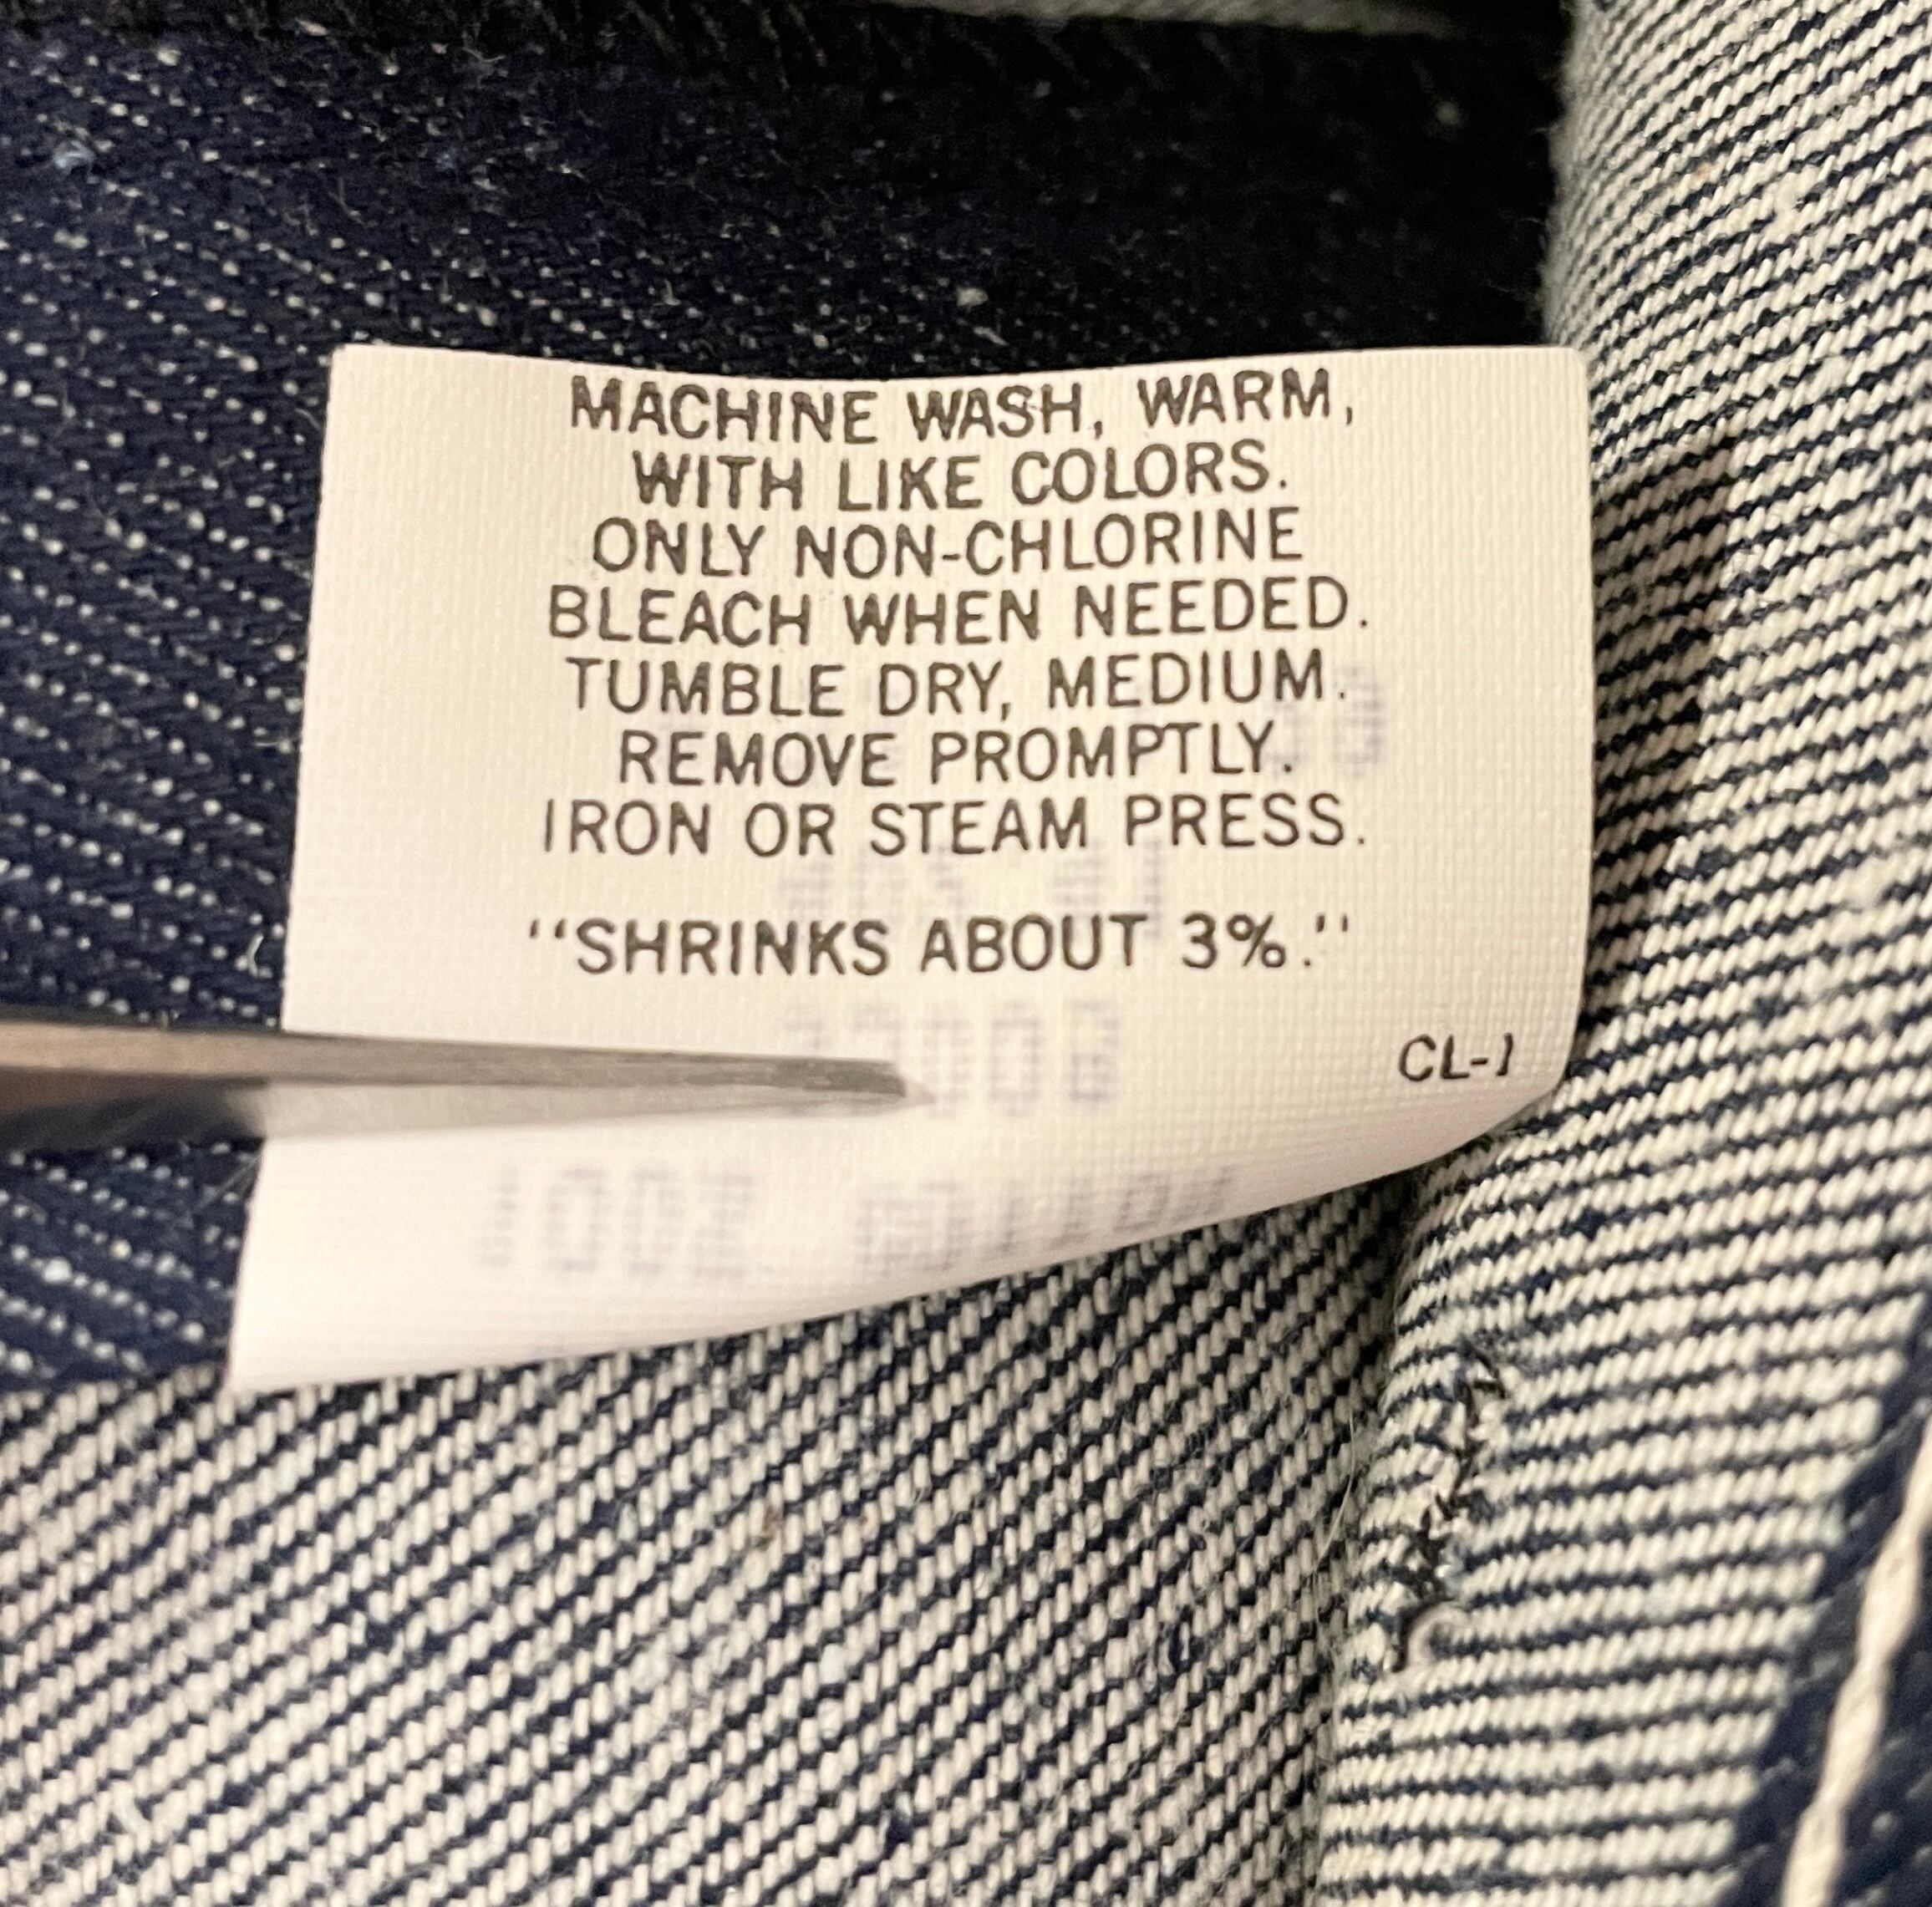 MACHINE WASH, WARM,
WITH LIKE COLORS.
ONLY NON-CHLORINE
BLEACH WHEN NEEDED.
TUMBLE DRY, MEDIUM.
REMOVE PROMPTLY.
IRON OR STEAM PRESS.
"SHRINKS ABOUT 3%."
CL-1
100%